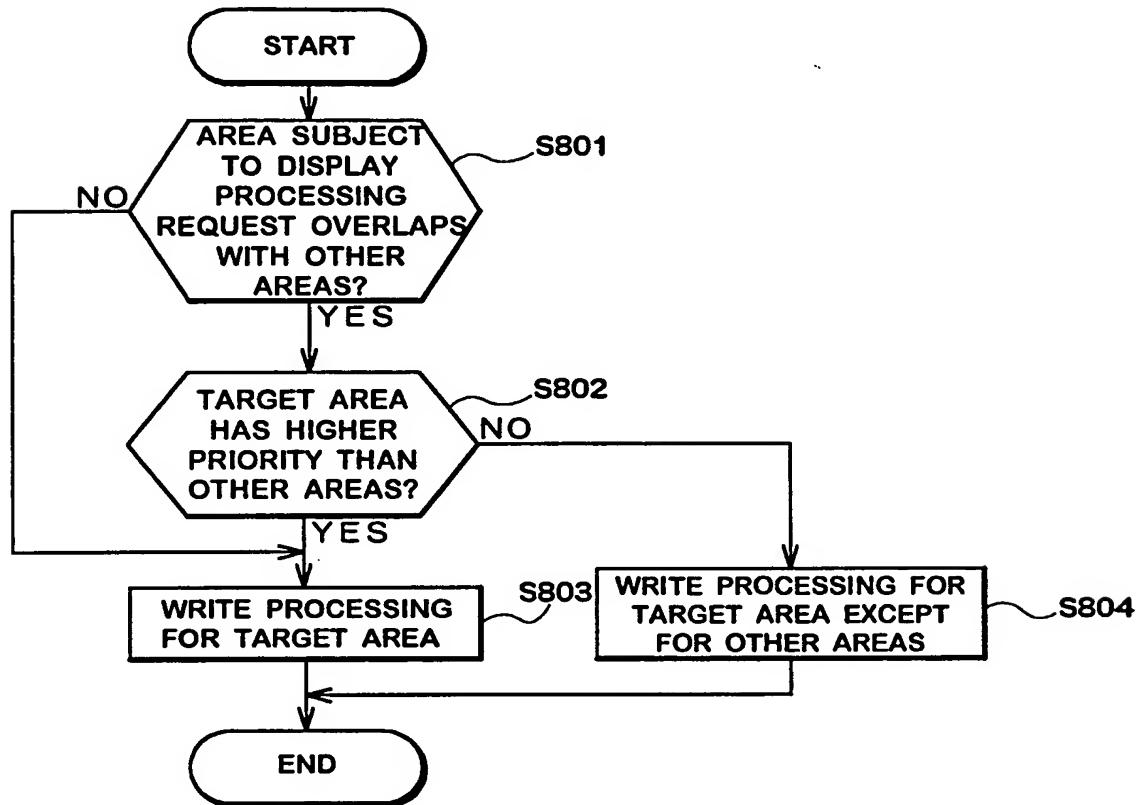 START
AREA SUBJECT
TO DISPLAY
PROCESSING
REQUEST OVERLAPS
WITH OTHER
AREAS?
S801
NO
YES
TARGET AREA
HAS HIGHER
PRIORITY THAN
OTHER AREAS?
S802
NO
YES
WRITE PROCESSING
FOR TARGET AREA
S803
WRITE PROCESSING FOR
TARGET AREA EXCEPT
FOR OTHER AREAS
S804
END